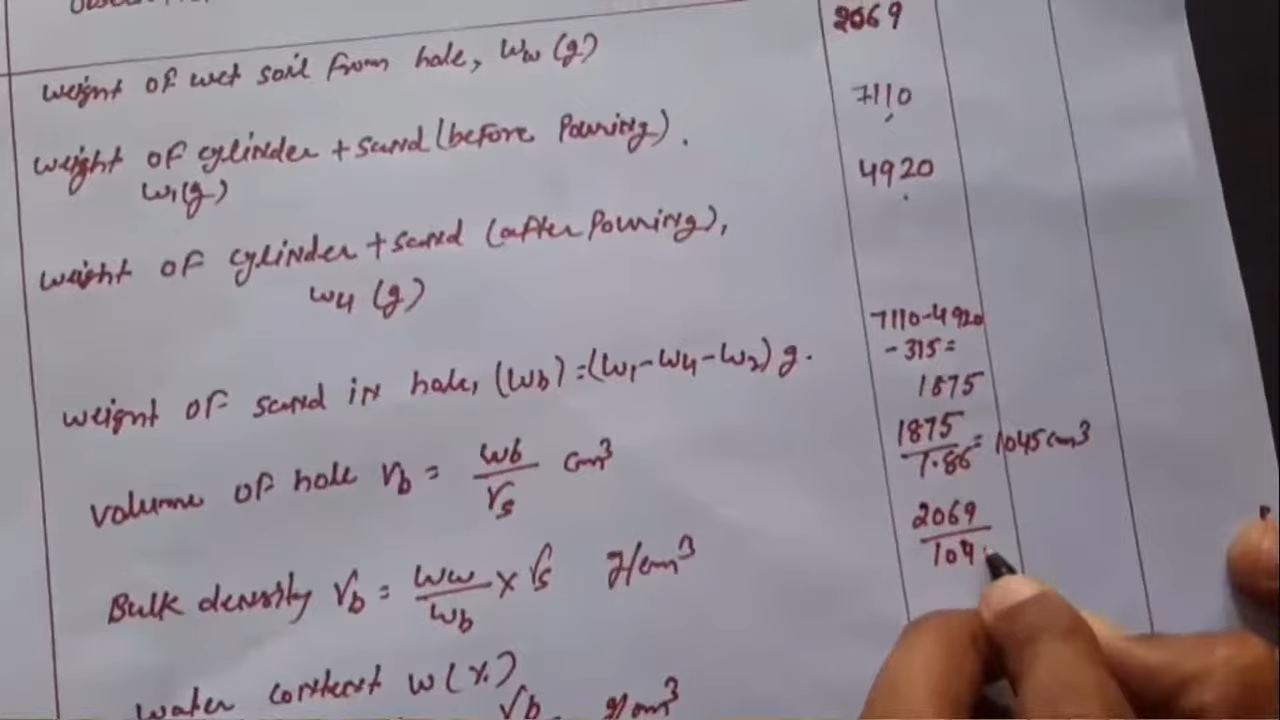 2069
weight of wet soil from hole, Ww (g)
7110
weight of cylinder + sand (before Pouring).
W1(g)
4920
weight of cylinder + sand (after Pouring),
W4 (g)
7110-4920
- 315 =
weight of sand in hole, (Wb) = (W1-W4-W2) g.
1875
1875
7.86 = 1045 cm3
volume of hole Vb = Wb cm3
γs
2069
104
Bulk density γb = Ww × γs g/cm3
Wb
water content w (%)
γb g/cm3